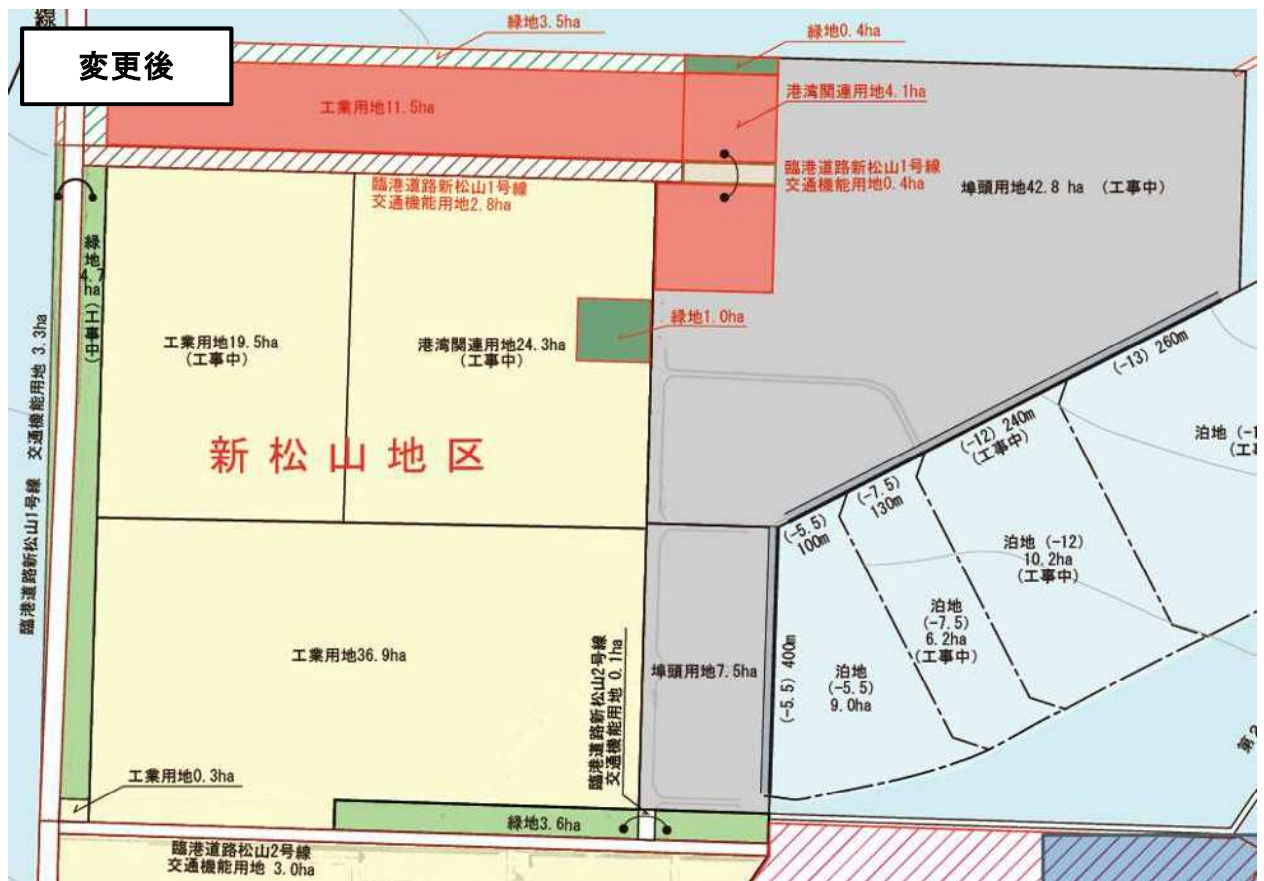 線
変更後
緑地3.5ha
緑地0.4ha
工業用地11.5ha
港湾関連用地4.1ha
臨港道路新松山1号線
交通機能用地2.8ha
臨港道路新松山1号線
交通機能用地0.4ha
埠頭用地42.8 ha （工事中）
緑地4.7ha（工事中）
臨港道路新松山1号線 交通機能用地 3.3ha
工業用地19.5ha
（工事中）
港湾関連用地24.3ha
（工事中）
緑地1.0ha
新松山地区
(-13) 260m
(-12) 240m
（工事中）
(-7.5)
130m
(-5.5)
100m
泊地 (-12)
10.2ha
（工事中）
泊地
(-7.5)
6.2ha
（工事中）
泊地
(-5.5)
9.0ha
(-5.5) 400m
工業用地36.9ha
埠頭用地7.5ha
臨港道路新松山2号線
交通機能用地 0.1ha
工業用地0.3ha
緑地3.6ha
臨港道路松山2号線
交通機能用地 3.0ha
泊地 (-1
（工事
第2